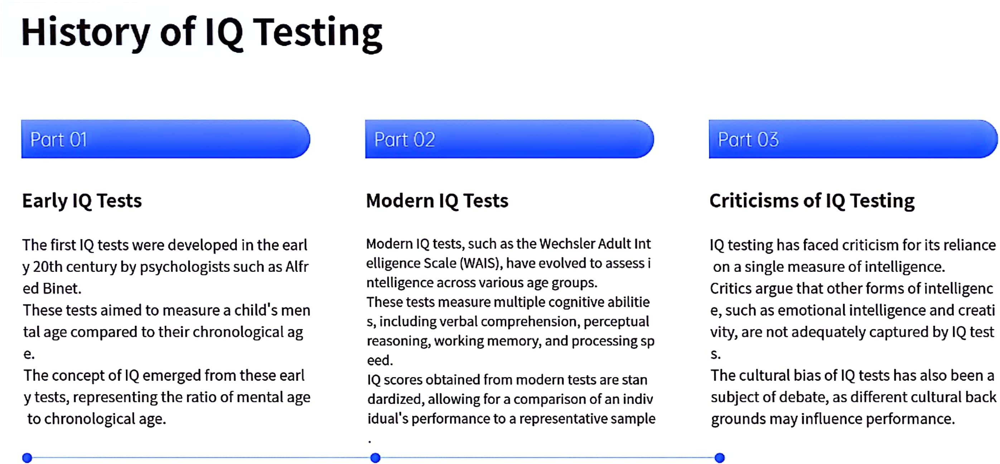 History of IQ Testing
Part 01
Early IQ Tests
The first IQ tests were developed in the earl
y 20th century by psychologists such as Alfr
ed Binet.
These tests aimed to measure a child's men
tal age compared to their chronological ag
e.
The concept of IQ emerged from these earl
y tests, representing the ratio of mental age
to chronological age.
Part 02
Modern IQ Tests
Modern IQ tests, such as the Wechsler Adult Int
elligence Scale (WAIS), have evolved to assess i
ntelligence across various age groups.
These tests measure multiple cognitive abilitie
s, including verbal comprehension, perceptual
reasoning, working memory, and processing sp
eed.
IQ scores obtained from modern tests are stan
dardized, allowing for a comparison of an indiv
idual's performance to a representative sample
.
Part 03
Criticisms of IQ Testing
IQ testing has faced criticism for its reliance
on a single measure of intelligence.
Critics argue that other forms of intelligenc
e, such as emotional intelligence and creati
vity, are not adequately captured by IQ test
s.
The cultural bias of IQ tests has also been a
subject of debate, as different cultural back
grounds may influence performance.